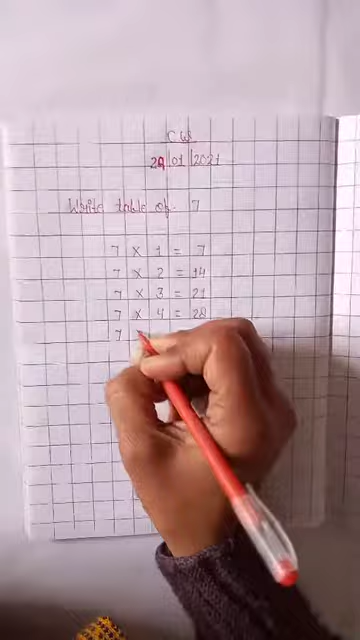 CW
29|01|2021
Write table of 7
7 × 1 = 7
7 × 2 = 14
7 × 3 = 21
7 × 4 = 28
7